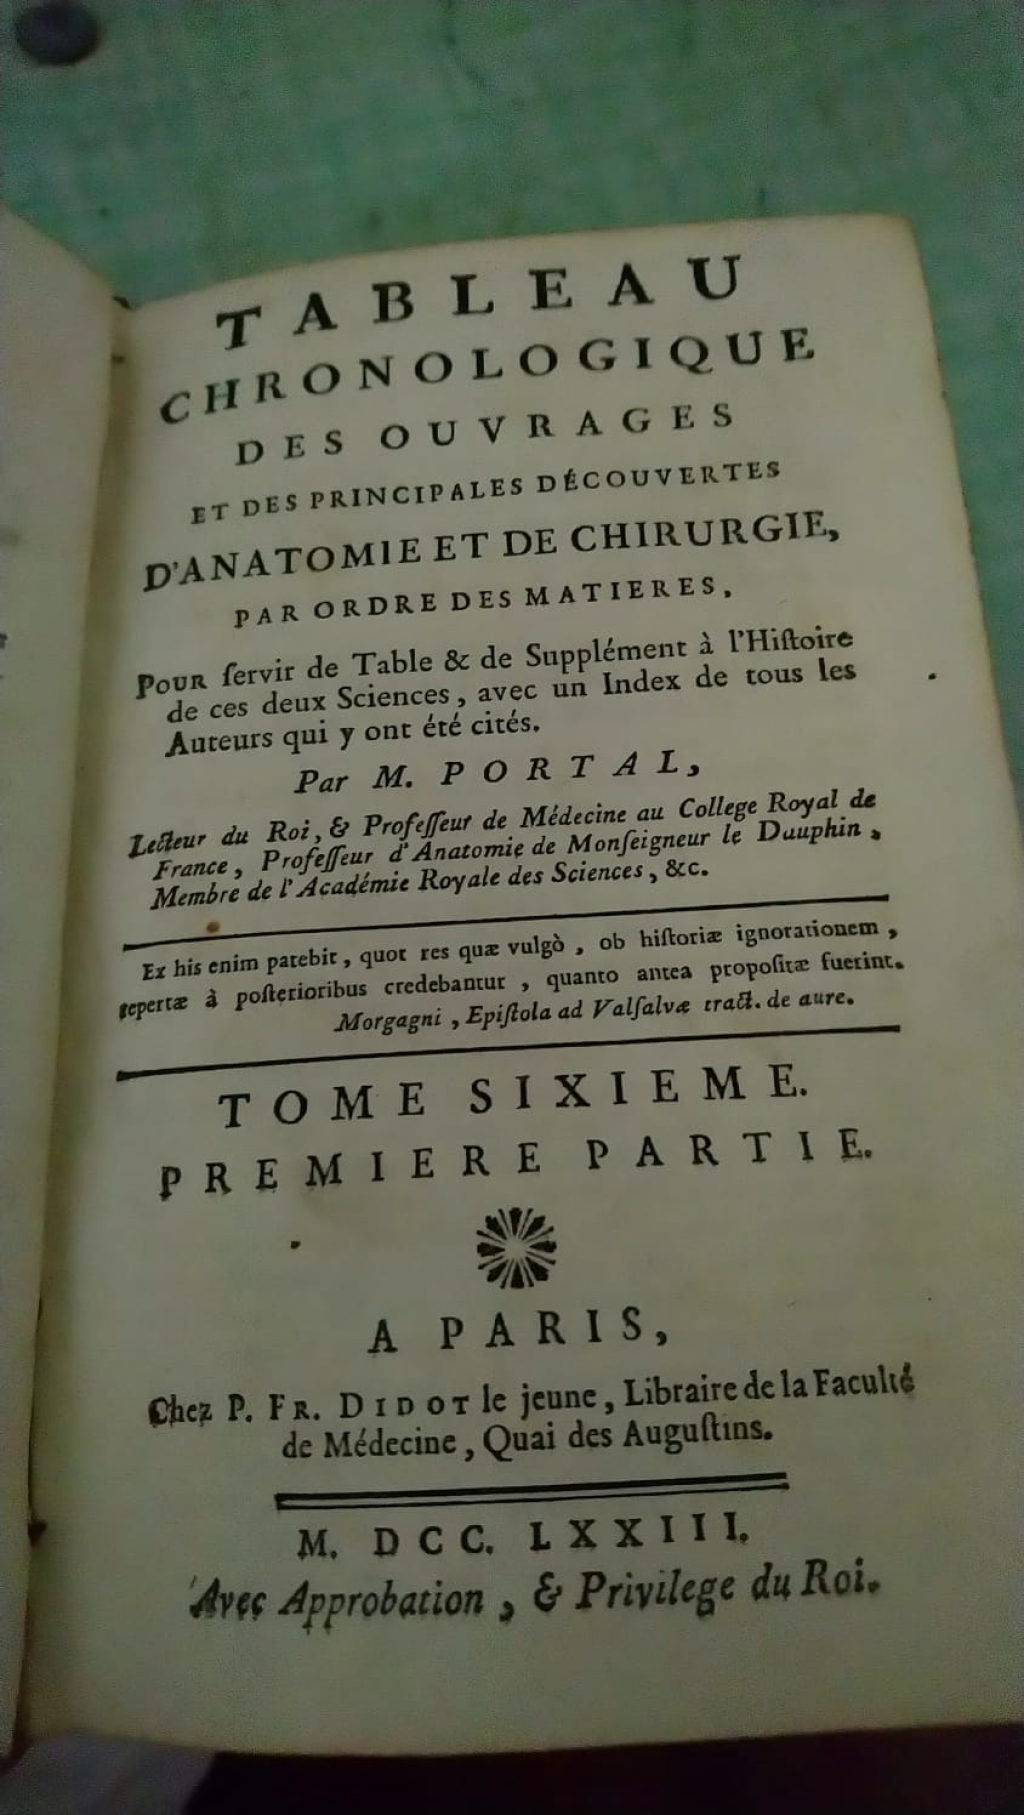 TABLEAU
CHRONOLOGIQUE
DES OUVRAGES
ET DES PRINCIPALES DÉCOUVERTES
D'ANATOMIE ET DE CHIRURGIE,
PAR ORDRE DES MATIERES,
POUR ſervir de Table & de Supplément à l'Hiſtoire
de ces deux Sciences, avec un Index de tous les
Auteurs qui y ont été cités.
Par M. PORTAL,
Lecteur du Roi, & Profeſſeur de Médecine au College Royal de
France, Profeſſeur d'Anatomie de Monſeigneur le Dauphin,
Membre de l'Académie Royale des Sciences, &c.
Ex his enim patebit, quot res quæ vulgò, ob hiſtoriæ ignorationem,
repertæ à poſterioribus credebantur, quanto antea propoſitæ fuerint.
Morgagni, Epiſtola ad Valſalvæ tract. de aure.
TOME SIXIEME.
PREMIERE PARTIE.
A PARIS,
Chez P. FR. DIDOT le jeune, Libraire de la Faculté
de Médecine, Quai des Auguſtins.
M. DCC. LXXIII.
Avec Approbation, & Privilege du Roi.